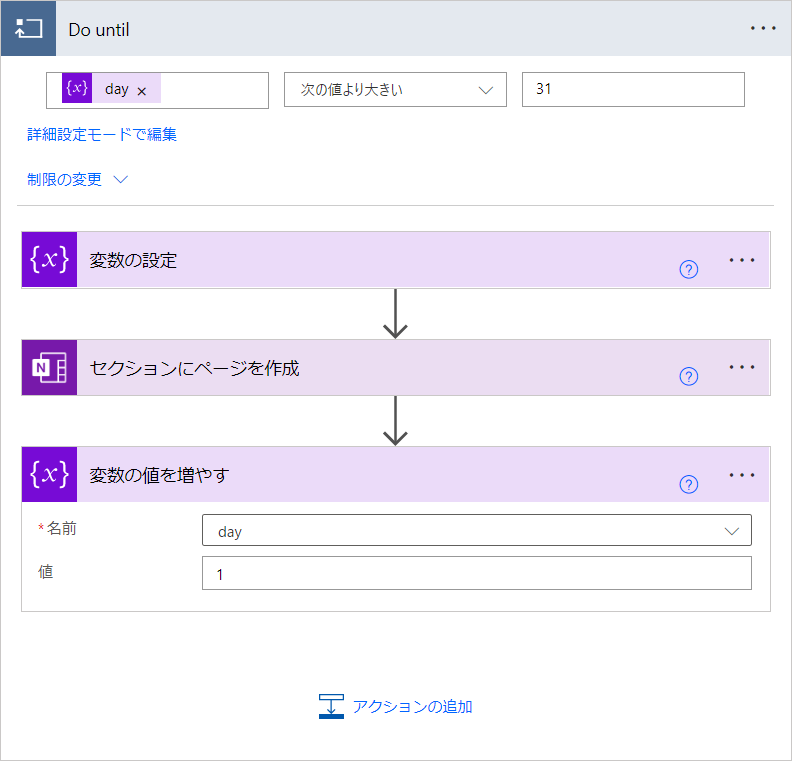 Do until
{x} day × 次の値より大きい 31
詳細設定モードで編集
制限の変更
{x} 変数の設定
N セクションにページを作成
{x} 変数の値を増やす
*名前 day
値 1
アクションの追加